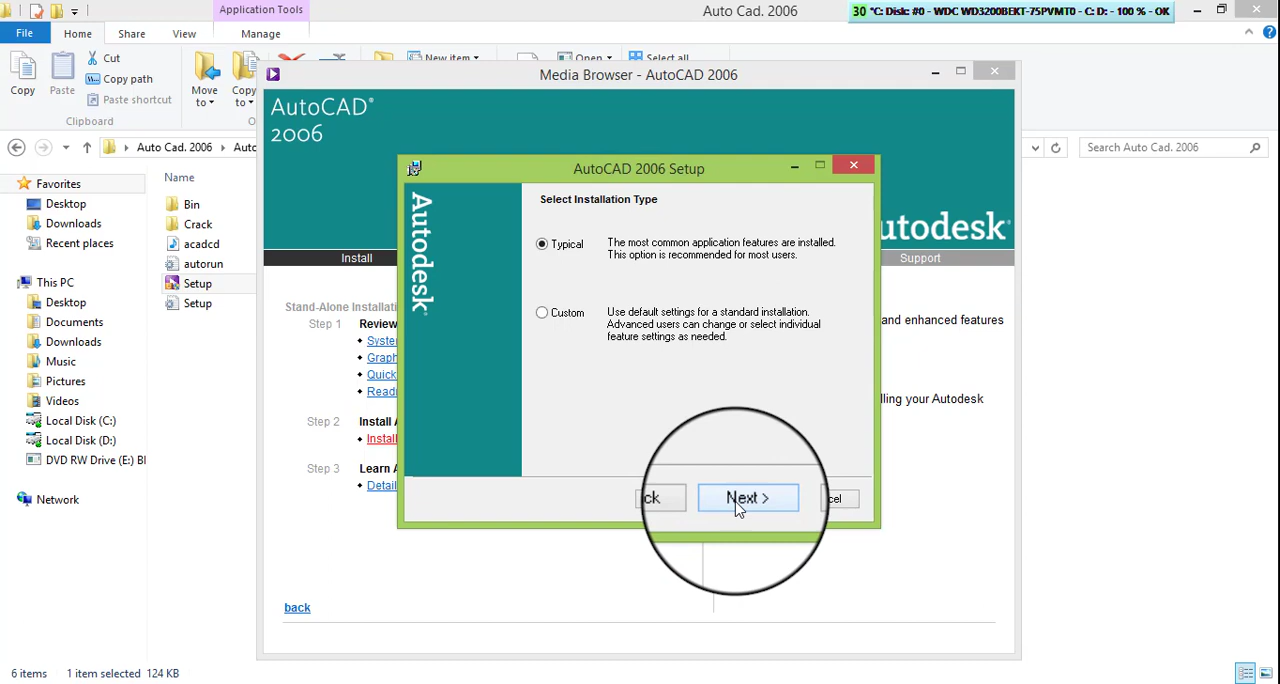 Application Tools
Auto Cad. 2006
30 °C: Disk: #0 - WDC WD3200BEKT-75PVMT0 - C: D: - 100 % - OK
File
Home
Share
View
Manage
Copy
Paste
Cut
Copy path
Paste shortcut
Clipboard
Move
to
Copy
to
New item
Open
Select all
Media Browser - AutoCAD 2006
Auto Cad. 2006
Search Auto Cad. 2006
AutoCAD®
2006
utodesk®
Install
Support
Favorites
Desktop
Downloads
Recent places
This PC
Desktop
Documents
Downloads
Music
Pictures
Videos
Local Disk (C:)
Local Disk (D:)
DVD RW Drive (E:) Bl
Network
Name
Bin
Crack
acadcd
autorun
Setup
Setup
Stand-Alone Installati
Step 1 Review
Syste
Graph
Quick
Read
Step 2 Install A
Install
Step 3 Learn A
Detail
and enhanced features
lling your Autodesk
back
AutoCAD 2006 Setup
Autodesk
Select Installation Type
Typical
The most common application features are installed.
This option is recommended for most users.
Custom
Use default settings for a standard installation.
Advanced users can change or select individual
feature settings as needed.
ck
Next >
cel
6 items
1 item selected 124 KB